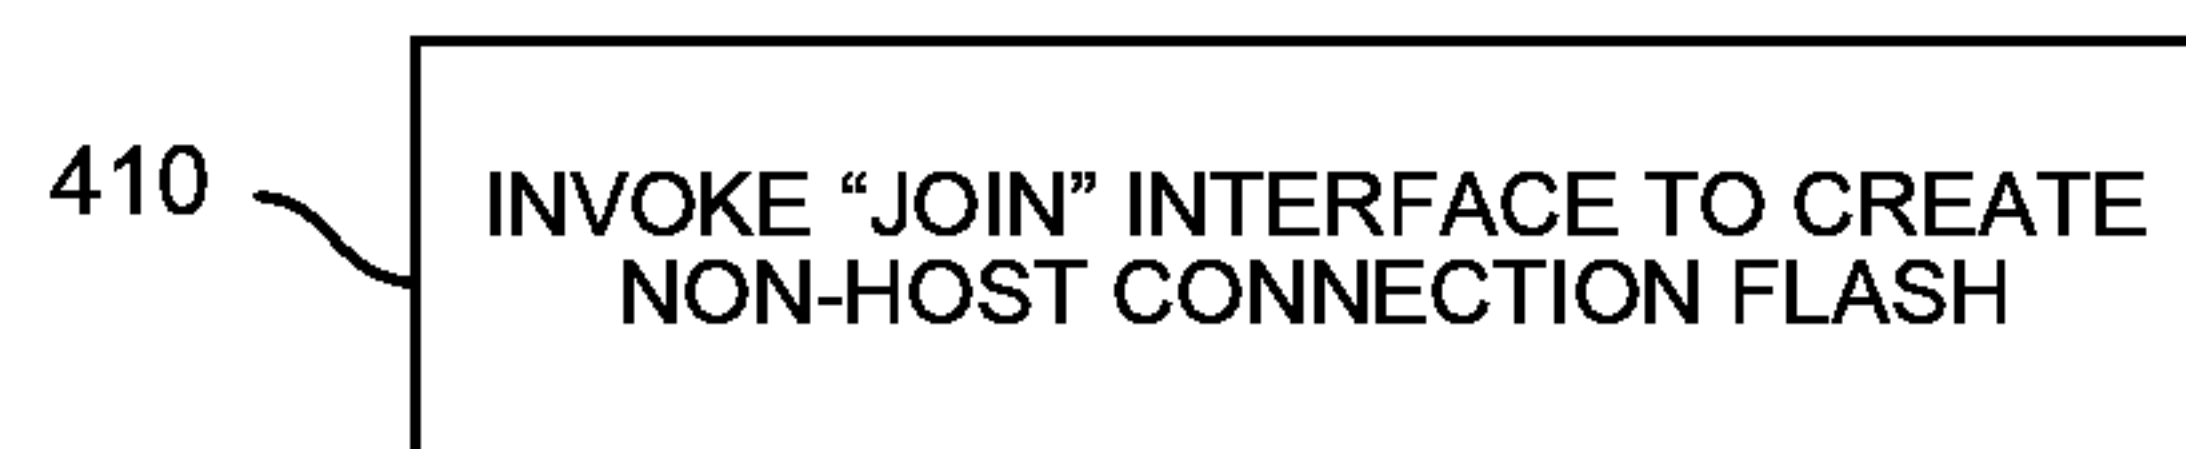 410
INVOKE “JOIN” INTERFACE TO CREATE
NON-HOST CONNECTION FLASH